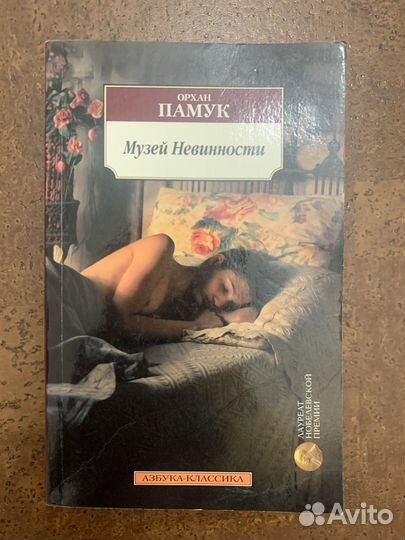 ОРХАН
ПАМУК
Музей Невинности
ЛАУРЕАТ
НОБЕЛЕВСКОЙ
ПРЕМИИ
АЗБУКА-КЛАССИКА
Avito